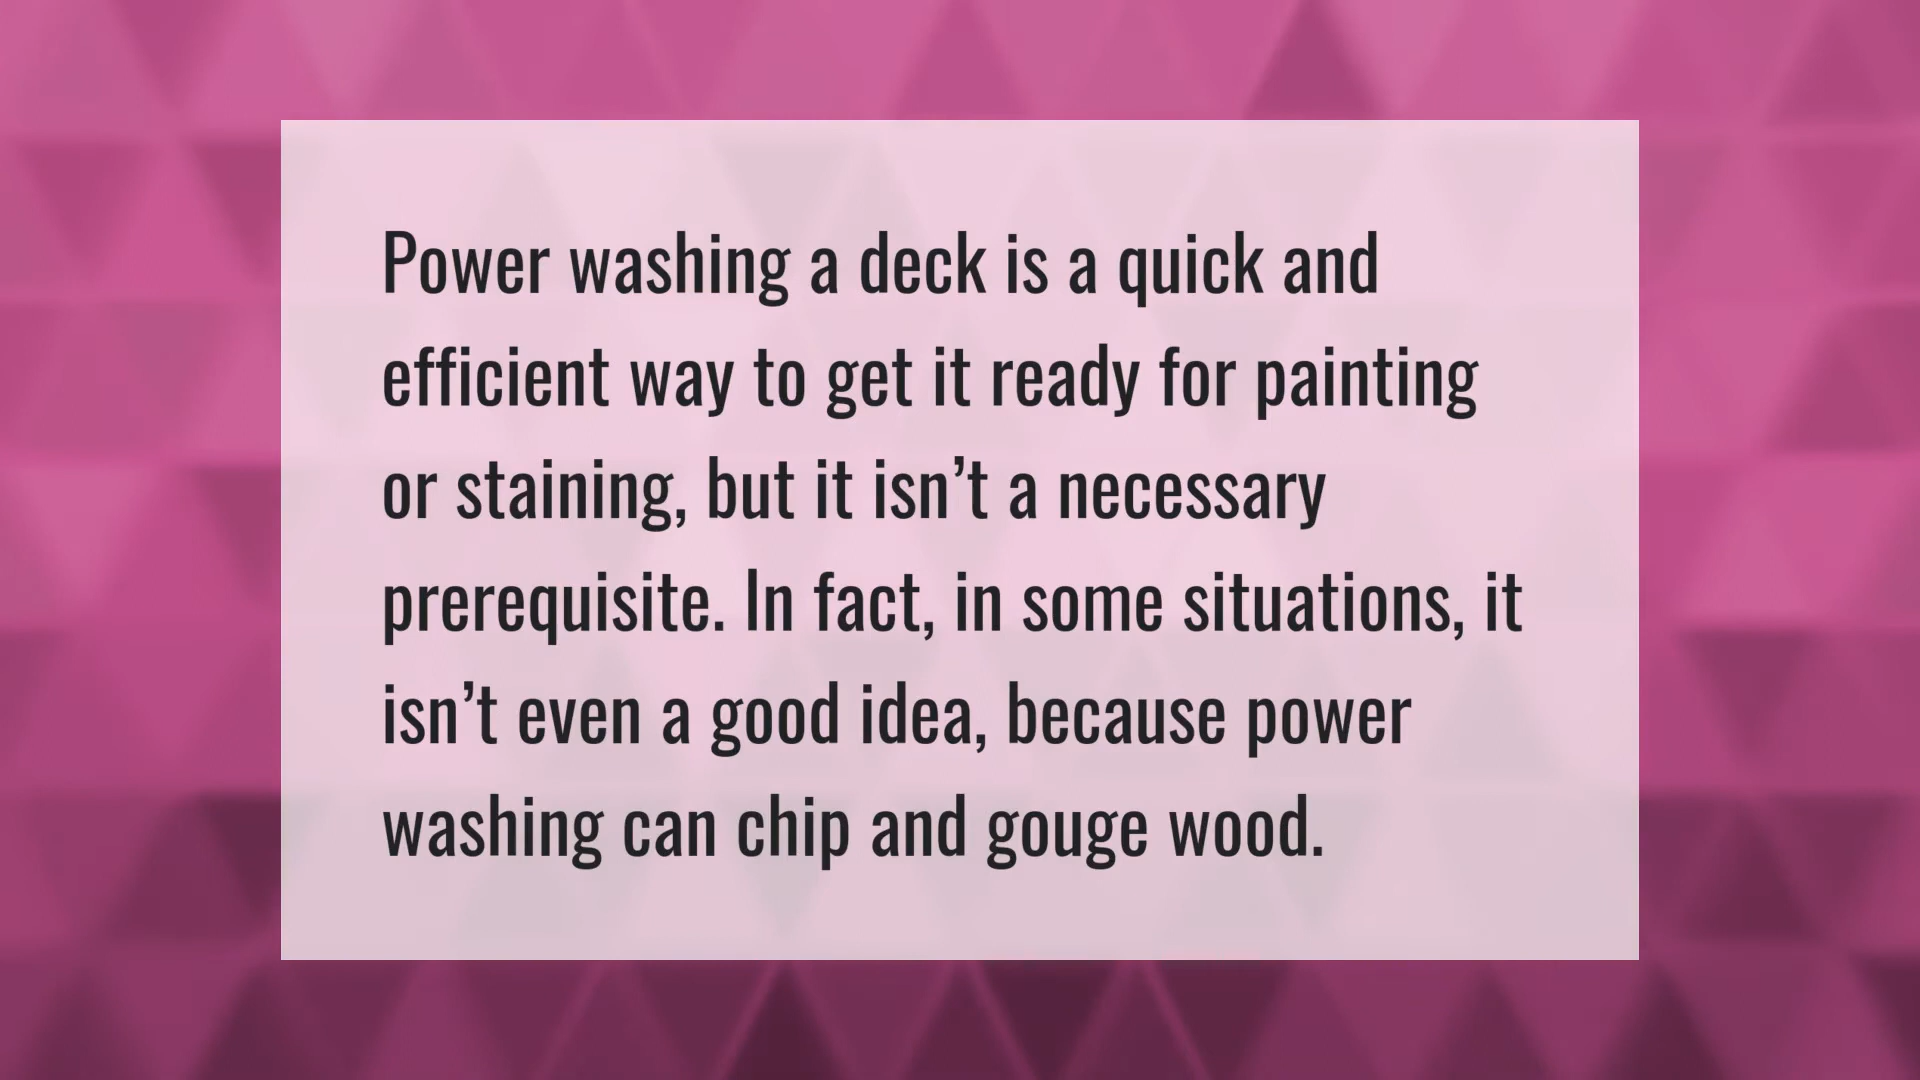 Power washing a deck is a quick and
efficient way to get it ready for painting
or staining, but it isn’t a necessary
prerequisite. In fact, in some situations, it
isn’t even a good idea, because power
washing can chip and gouge wood.